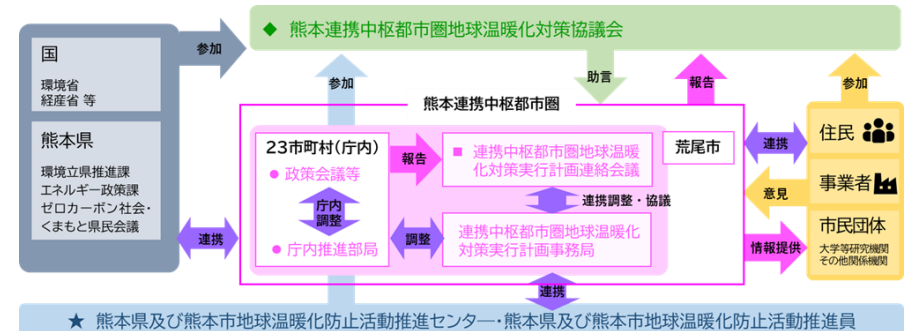 ◆ 熊本連携中枢都市圏地球温暖化対策協議会
国
環境省
経産省 等
参加
熊本県
環境立県推進課
エネルギー政策課
ゼロカーボン社会・
くまもと県民会議
連携
参加
助言
報告
参加
熊本連携中枢都市圏
23市町村(庁内)
● 政策会議等
庁内
調整
● 庁内推進部局
報告
■ 連携中枢都市圏地球温暖
化対策実行計画連絡会議
連携調整・協議
調整
連携中枢都市圏地球温暖化
対策実行計画事務局
荒尾市
連携
意見
情報提供
住民
事業者
市民団体
大学等研究機関
その他関係機関
連携
★ 熊本県及び熊本市地球温暖化防止活動推進センター・熊本県及び熊本市地球温暖化防止活動推進員